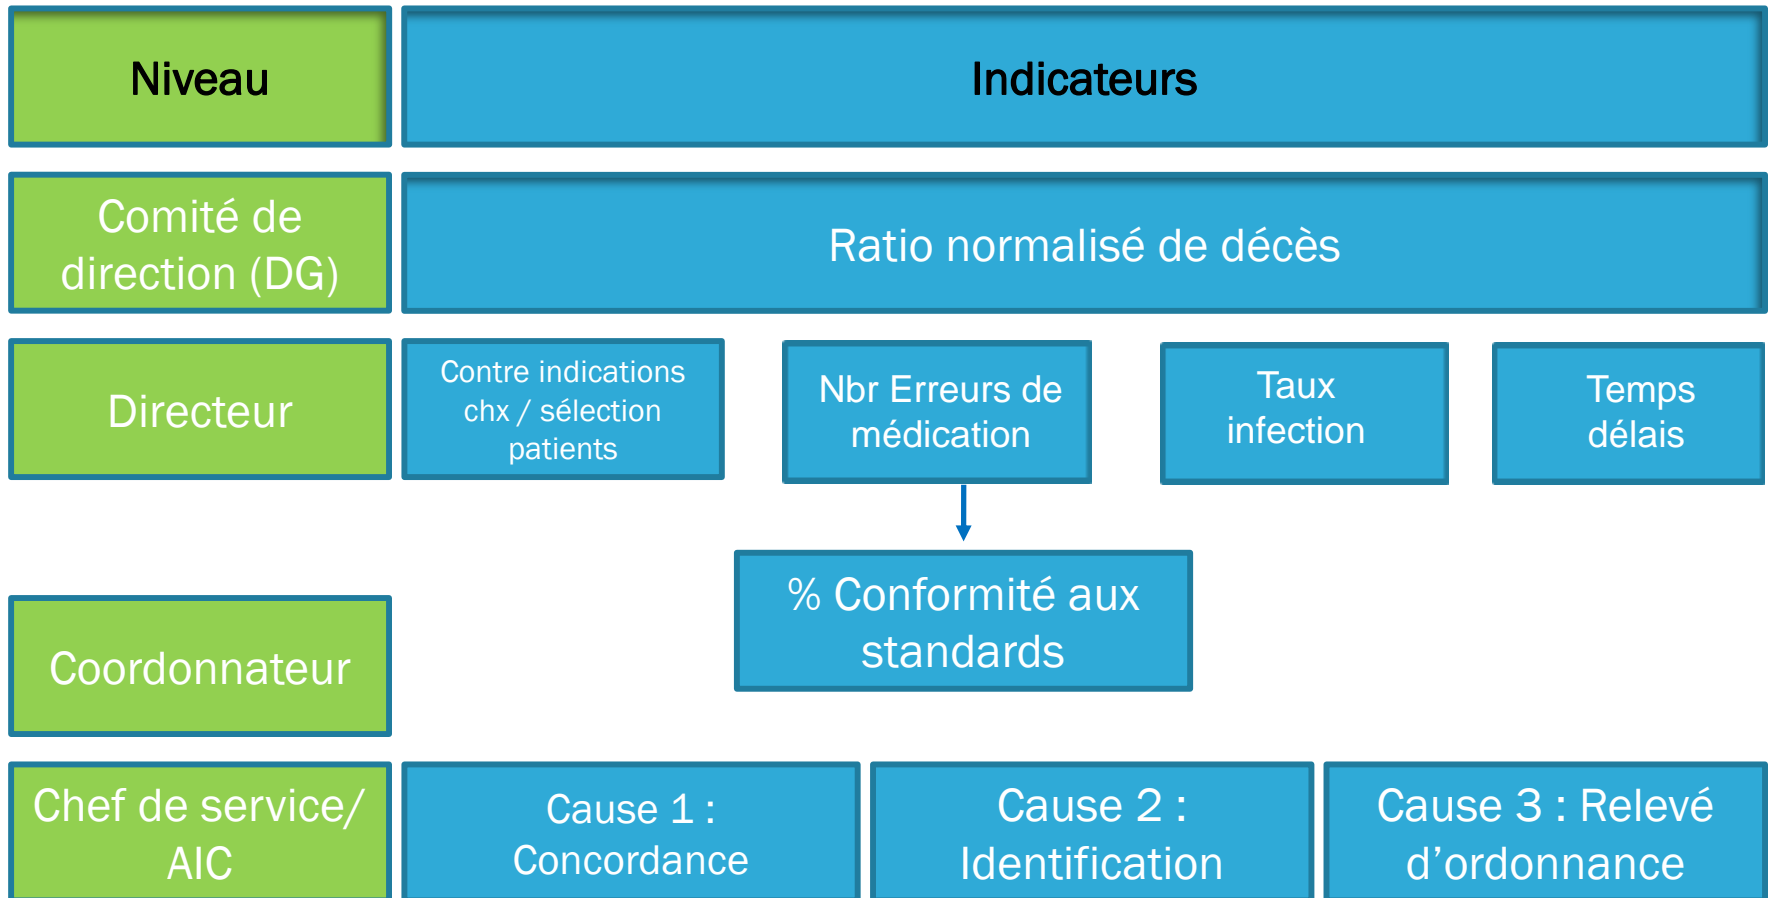 Niveau
Indicateurs
Comité de
direction (DG)
Ratio normalisé de décès
Directeur
Contre indications
chx / sélection
patients
Nbr Erreurs de
médication
Taux
infection
Temps
délais
% Conformité aux
standards
Coordonnateur
Chef de service/
AIC
Cause 1 :
Concordance
Cause 2 :
Identification
Cause 3 : Relevé
d’ordonnance